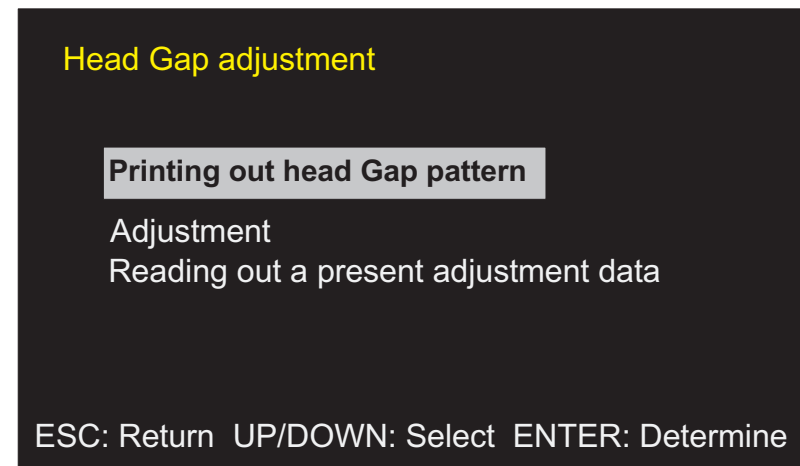 Head Gap adjustment
Printing out head Gap pattern
Adjustment
Reading out a present adjustment data
ESC: Return UP/DOWN: Select ENTER: Determine